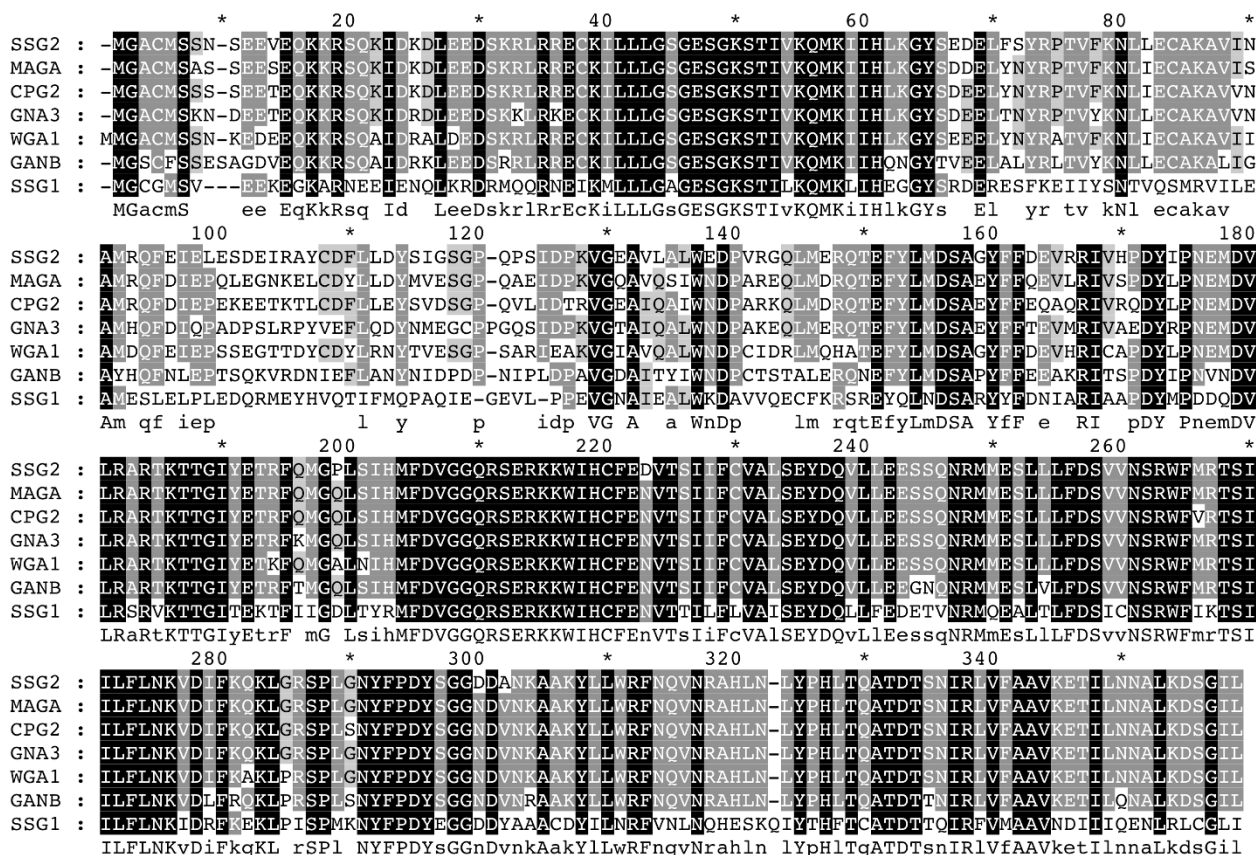 * 20 * 40 * 60 * 80 *
SSG2 : -MGACMSSN-SEEVEQKKRSQKIDKDLEEDSKRLRRECKILLLGSGESGKSTIVKQMKIIHLKGYSEDELFSYRPTVFKNLLECAKAVIN
MAGA : -MGACMSAS-SEESEQKKRSQKIDKDLEEDSKRLRRECKILLLGSGESGKSTIVKQMKIIHLKGYSDDELYNYRPTVFKNLIECAKAVIS
CPG2 : -MGACMSSS-SEETEQKKRSQKIDKDLEEDSKRLRRECKILLLGSGESGKSTIVKQMKIIHLKGYSEDELYNYRPTVFKNLLECAKAVVN
GNA3 : -MGACMSKN-DEETEQKKRSQKIDRDLEEDSKKLRKECKILLLGSGESGKSTIVKQMKIIHLKGYSEDELTNYRPTVYKNLLECAKAVVN
WGA1 : MMGACMSSN-KEDEEQKKRSQAIDRALDEDSKRLRRECKILLLGSGESGKSTIVKQMKIIHLKGYSEEELYNYRATVFKNLIECAKAVI
GANB : -MGSCFSSESAGDVEQKKRSQAIDRKLEEDSRRLRRECKILLLGSGESGKSTIVKQMKIIHQNGYTVEELALYRLTVYKNLLECAKALIG
SSG1 : -MGCGMSV---EEKEGKARNEEIENQLKRDRMQQRNEIKMLLLGAGESGKSTILKQMKLIHEGGYSRDERESFKEIIYSNTVQSMRVILE
MGacmS ee EqKkRsq Id LeeDskrlRrEcKiLLLGsGESGKSTIvKQMKiIHlkGYs El yr tv kNl ecakav
100 * 120 * 140 * 160 * 180
SSG2 : AMRQFEIELESDEIRAYCDFLLDYSIGSGP-QPSIDPKVGEAVLALWEDPVRGQLMERQTEFYLMDSAGYFFDEVRRIVHPDYIPNEMDV
MAGA : AMRQFDIEPQLEGNKELCDYLLDYMVESGP-QAEIDPKVGEAVQSIWNDPAREQLMDRQTEFYLMDSAEYFFQEVLRIVSPDYLPNEMDV
CPG2 : AMRQFDIEPEKEETKTLCDFLLEYSVDSGP-QVLIDTRVGEAIQAIWNDPARKQLMDRQTEFYLMDSAEYFFEQAQRIVRQDYLPNEMDV
GNA3 : AMHQFDIQPADPSLRPYVEFLQDYNMEGCPPGQSIDPKVGTAIQALWNDPAKEQLMERQTEFYLMDSAEYFFTEVMRIVAEDYRPNEMDV
WGA1 : AMDQFEIEPSSEGTTDYCDYLRNYTVESGP-SARIEAKVGIAVQALWNDPCIDRLMQHATEFYLMDSAGYFFDEVHRICAPDYLPNEMDV
GANB : AYHQFNLEPTSQKVRDNIEFLANYNIDPDP-NIPLDPAVGDAITYIWNDPCTSTALERQNEFYLMDSAPYFFEEAKRITSPDYIPNVNDV
SSG1 : AMESLELPLEDQRMEYHVQTIFMQPAQIE-GEVL-PPEVGNAIEALWKDAVVQECFKRSREYQLNDSARYYFDNIARIAAPDYMPDDQDV
Am qf iep l y p idp VG A a WnDp lm rqtEfyLmDSA YfF e RI pDY PnemDV
* 200 * 220 * 240 * 260 *
SSG2 : LRARTKTTGIYETRFQMGPLSIHMFDVGGQRSERKKWIHCFEDVTSIIFCVALSEYDQVLLEESSQNRMMESLLLFDSVVNSRWFMRTSI
MAGA : LRARTKTTGIYETRFQMGQLSIHMFDVGGQRSERKKWIHCFENVTSIIFCVALSEYDQVLLEESSQNRMMESLLLFDSVVNSRWFMRTSI
CPG2 : LRARTKTTGIYETRFQMGQLSIHMFDVGGQRSERKKWIHCFENVTSIIFCVALSEYDQVLLEESSQNRMMESLLLFDSVVNSRWFVRTSI
GNA3 : LRARTKTTGIYETRFKMGQLSIHMFDVGGQRSERKKWIHCFENVTSIIFCVALSEYDQVLLEESSQNRMMESLLLFDSVVNSRWFMRTSI
WGA1 : LRARTKTTGIYETKFQMGALNIHMFDVGGQRSERKKWIHCFENVTSIIFCVALSEYDQVLLEESSQNRMMESLLLFDSVVNSRWFMRTSI
GANB : LRARTKTTGIYETRFTMGQLSIHMFDVGGQRSERKKWIHCFENVTSIIFCVALSEYDQVLLEEGNQNRMMESLVLFDSVVNSRWFMRTSI
SSG1 : LRSRVKTTGITEKTFIIGDLTYRMFDVGGQRSERKKWIHCFENVTTILFLVAISEYDQLLFEDETVNRMQEALTLFDSICNSRWFIKTSI
LRaRtKTTGIyEtrF mG LsihMFDVGGQRSERKKWIHCFEnVTsIiFcVAlSEYDQvLlEessqNRMmEsLlLFDSvvNSRWFmrTSI
280 * 300 * 320 * 340 *
SSG2 : ILFLNKVDIFKQKLGRSPLGNYFPDYSGGDDANKAAKYLLWRFNQVNRAHLN-LYPHLTQATDTSNIRLVFAAVKETILNNALKDSGIL
MAGA : ILFLNKVDIFKQKLGRSPLGNYFPDYSGGNDVNKAAKYLLWRFNQVNRAHLN-LYPHLTQATDTSNIRLVFAAVKETILNNALKDSGIL
CPG2 : ILFLNKVDIFKQKLGRSPLSNYFPDYSGGNDVNKAAKYLLWRFNQVNRAHLN-LYPHLTQATDTSNIRLVFAAVKETILNNALKDSGIL
GNA3 : ILFLNKVDIFKQKLGRSPLGNYFPDYSGGNDVNKAAKYLLWRFNQVNRAHLN-LYPHLTQATDTSNIRLVFAAVKETILNNALKDSGIL
WGA1 : ILFLNKVDIFKAKLPRSPLGNYFPDYSGGNDVNKAAKYLLWRFNQVNRAHLN-LYPHLTQATDTSNIRLVFAAVKETILNNALKDSGIL
GANB : ILFLNKVDLFRQKLPRSPLSNYFPDYSGGNDVNRAAKYLLWRFNQVNRAHLN-LYPHLTQATDTTNIRLVFAAVKETILQNALKDSGIL
SSG1 : ILFLNKIDRFKEKLPISPMKNYFPDYEGGDDYAAACDYILNRFVNLNQHESKQIYTHFTCATDTTQIRFVMAAVNDIIIQENLRLCGLI
ILFLNKvDiFkqKL rSPl NYFPDYsGGnDvnkAakYlLwRFnqvNrahln lYpHlTqATDTsnIRlVfAAVketIlnnaLkdsGil